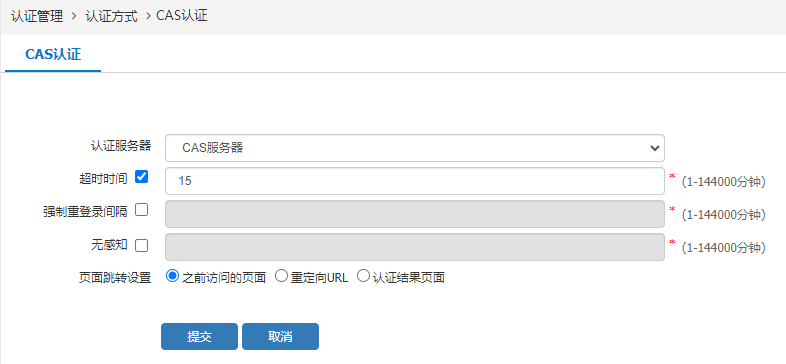 认证管理 > 认证方式 >CAS认证
CAS认证
认证服务器 CAS服务器
超时时间 15 * (1-144000分钟)
强制重登录间隔 * (1-144000分钟)
无感知 * (1-144000分钟)
页面跳转设置 之前访问的页面 重定向URL 认证结果页面
提交 取消